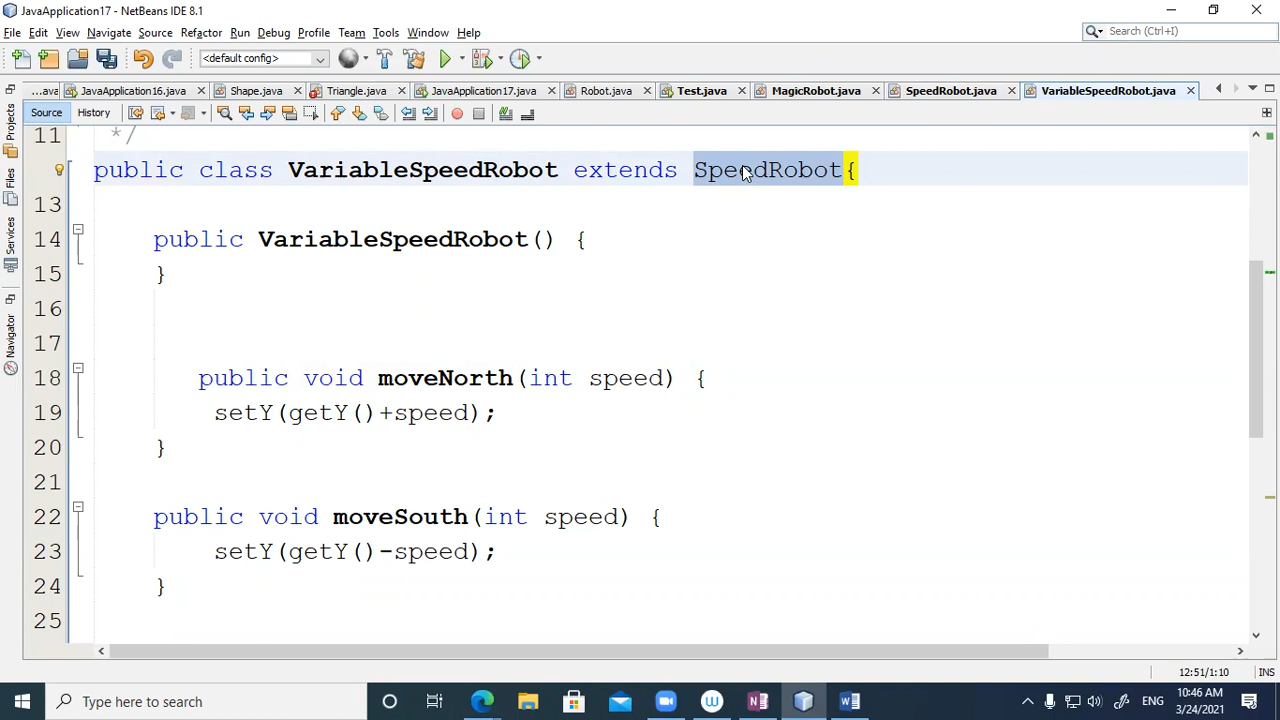 JavaApplication17 - NetBeans IDE 8.1
File Edit View Navigate Source Refactor Run Debug Profile Team Tools Window Help
Search (Ctrl+I)
<default config>
...ava JavaApplication16.java Shape.java Triangle.java JavaApplication17.java Robot.java Test.java MagicRobot.java SpeedRobot.java VariableSpeedRobot.java
Source History
Projects
Files
Services
Navigator
11 */
public class VariableSpeedRobot extends SpeedRobot{
13
14 public VariableSpeedRobot() {
15 }
16
17
18 public void moveNorth(int speed) {
19 setY(getY()+speed);
20 }
21
22 public void moveSouth(int speed) {
23 setY(getY()-speed);
24 }
25
12:51/1:10 INS
Type here to search
ENG
10:46 AM
3/24/2021